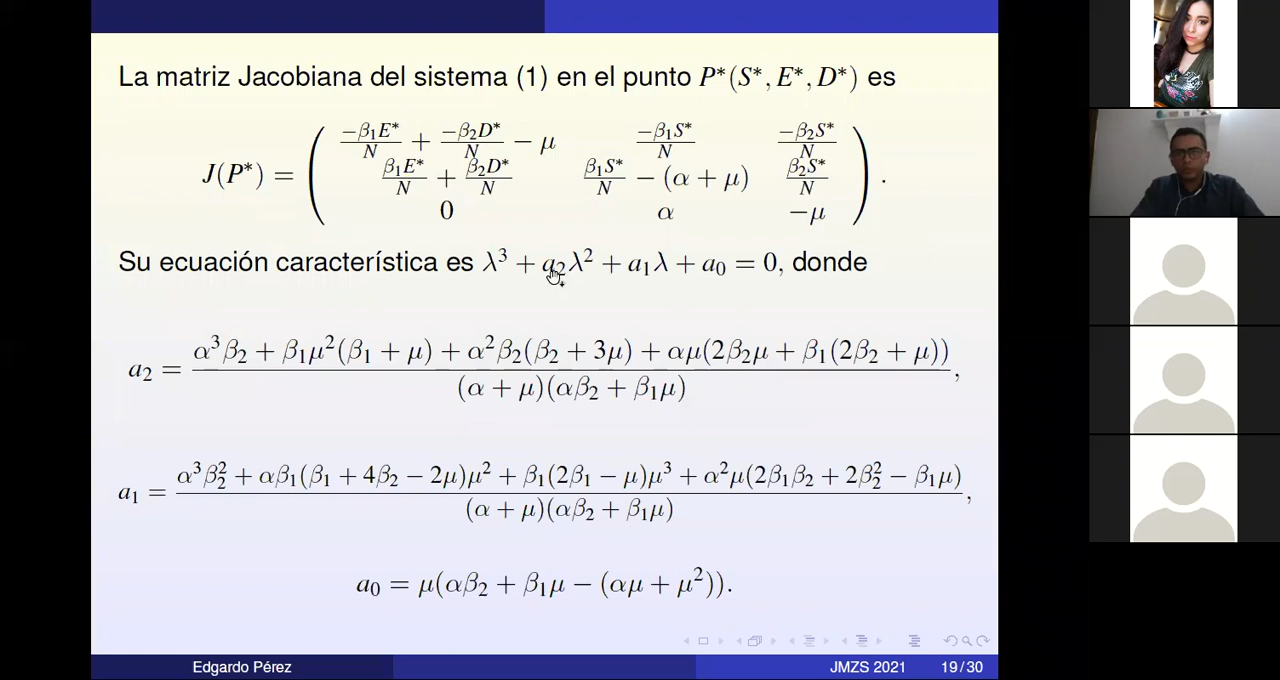 La matriz Jacobiana del sistema (1) en el punto P*(S*, E*, D*) es
J(P*) = ( −β₁E*/N + −β₂D*/N − μ   −β₁S*/N   −β₂S*/N
β₁E*/N + β₂D*/N   β₁S*/N − (α + μ)   β₂S*/N
0   α   −μ ).
Su ecuación característica es λ³ + a₂λ² + a₁λ + a₀ = 0, donde
a₂ = (α³β₂ + β₁μ²(β₁ + μ) + α²β₂(β₂ + 3μ) + αμ(2β₂μ + β₁(2β₂ + μ))) / ((α + μ)(αβ₂ + β₁μ)),
a₁ = (α³β₂² + αβ₁(β₁ + 4β₂ − 2μ)μ² + β₁(2β₁ − μ)μ³ + α²μ(2β₁β₂ + 2β₂² − β₁μ)) / ((α + μ)(αβ₂ + β₁μ)),
a₀ = μ(αβ₂ + β₁μ − (αμ + μ²)).
Edgardo Pérez JMZS 2021 19/30